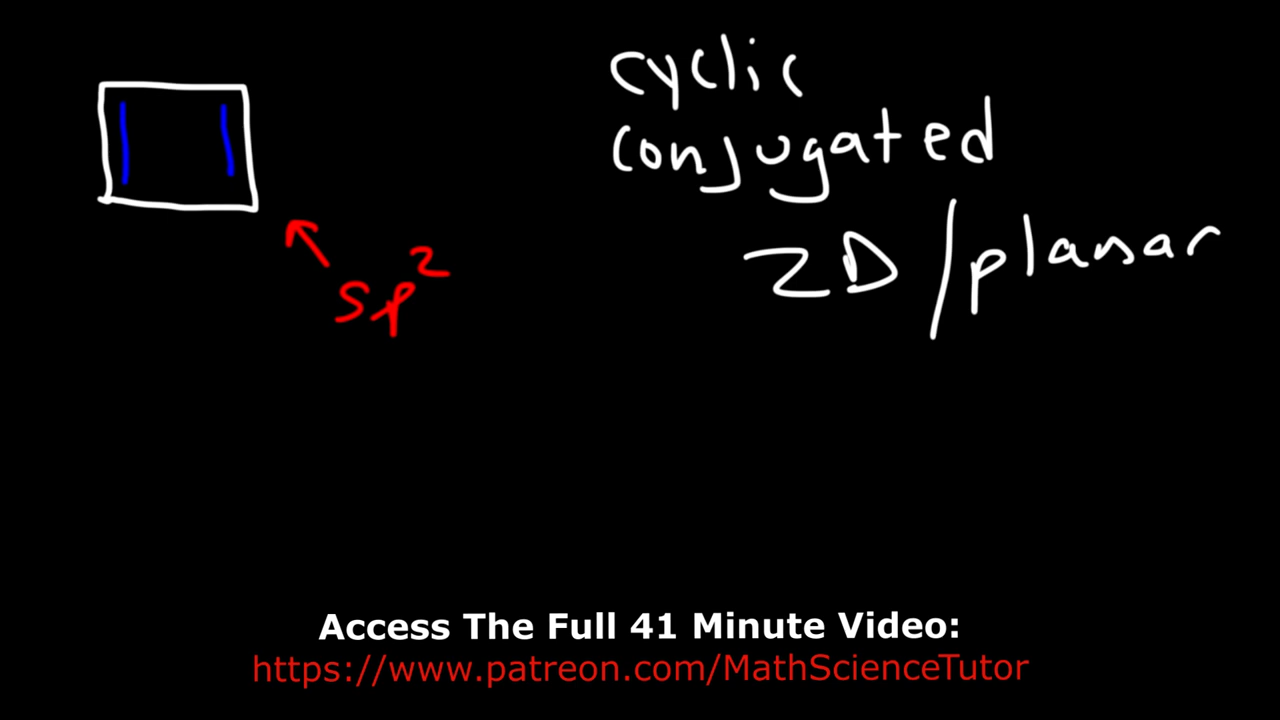 cyclic
conjugated
2D/planar
sp²
Access The Full 41 Minute Video:
https://www.patreon.com/MathScienceTutor